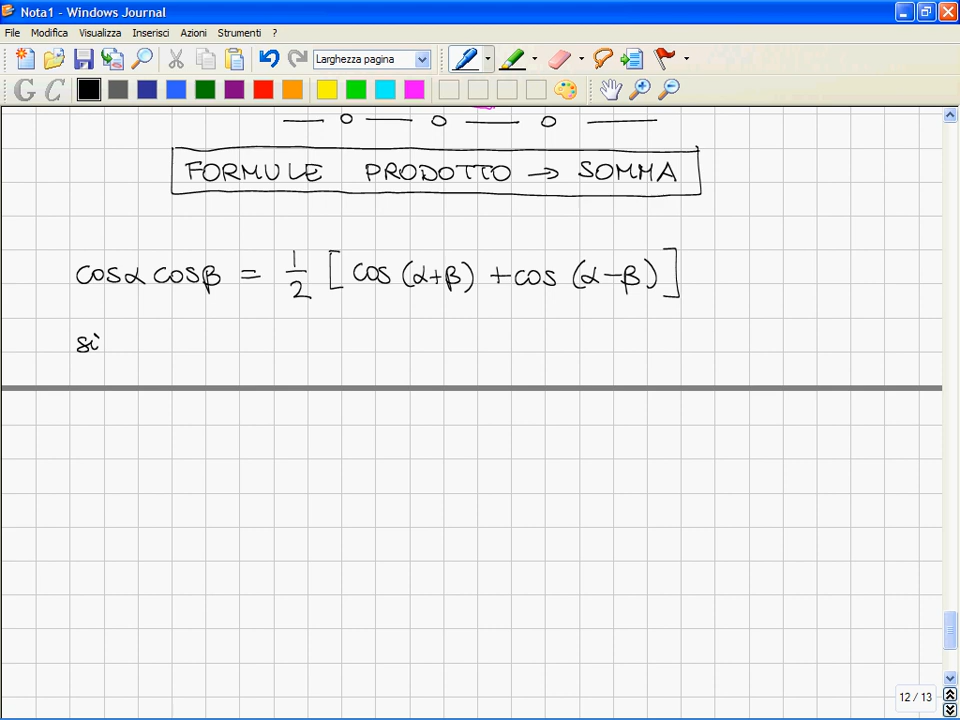 Nota1 - Windows Journal
File Modifica Visualizza Inserisci Azioni Strumenti ?
Larghezza pagina
G C
FORMULE PRODOTTO → SOMMA
cosα cosβ = 1/2 [cos (α+β) + cos (α-β)]
si
12 / 13